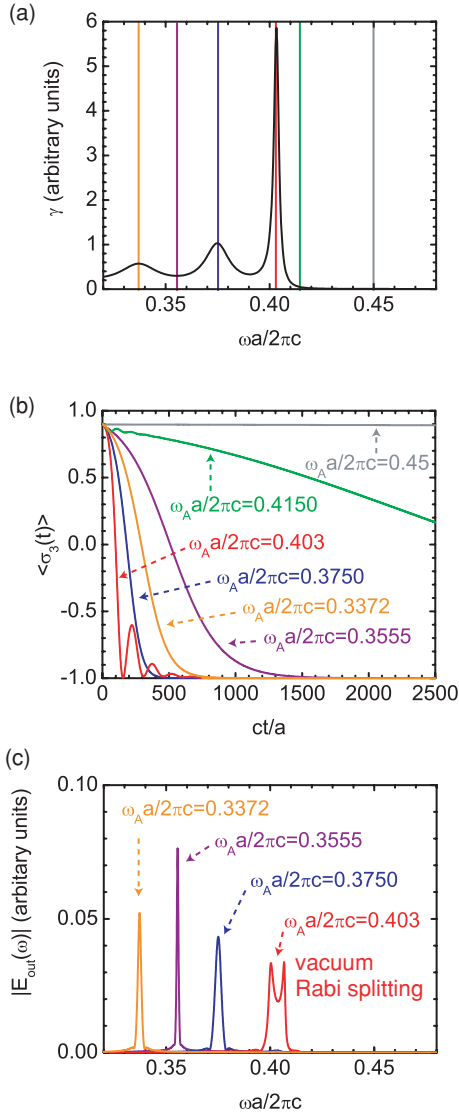 (a)
γ (arbitrary units)
6
5
4
3
2
1
0
0.35 0.40 0.45
ωa/2πc
(b)
<σ3(t)>
1.0
0.5
0.0
-0.5
-1.0
ωAa/2πc=0.45
ωAa/2πc=0.4150
ωAa/2πc=0.403
ωAa/2πc=0.3750
ωAa/2πc=0.3372
ωAa/2πc=0.3555
0 500 1000 1500 2000 2500
ct/a
(c)
|Eout(ω)| (arbitary units)
0.10
0.05
0.00
ωAa/2πc=0.3372
ωAa/2πc=0.3555
ωAa/2πc=0.3750
ωAa/2πc=0.403
vacuum
Rabi splitting
0.35 0.40 0.45
ωa/2πc